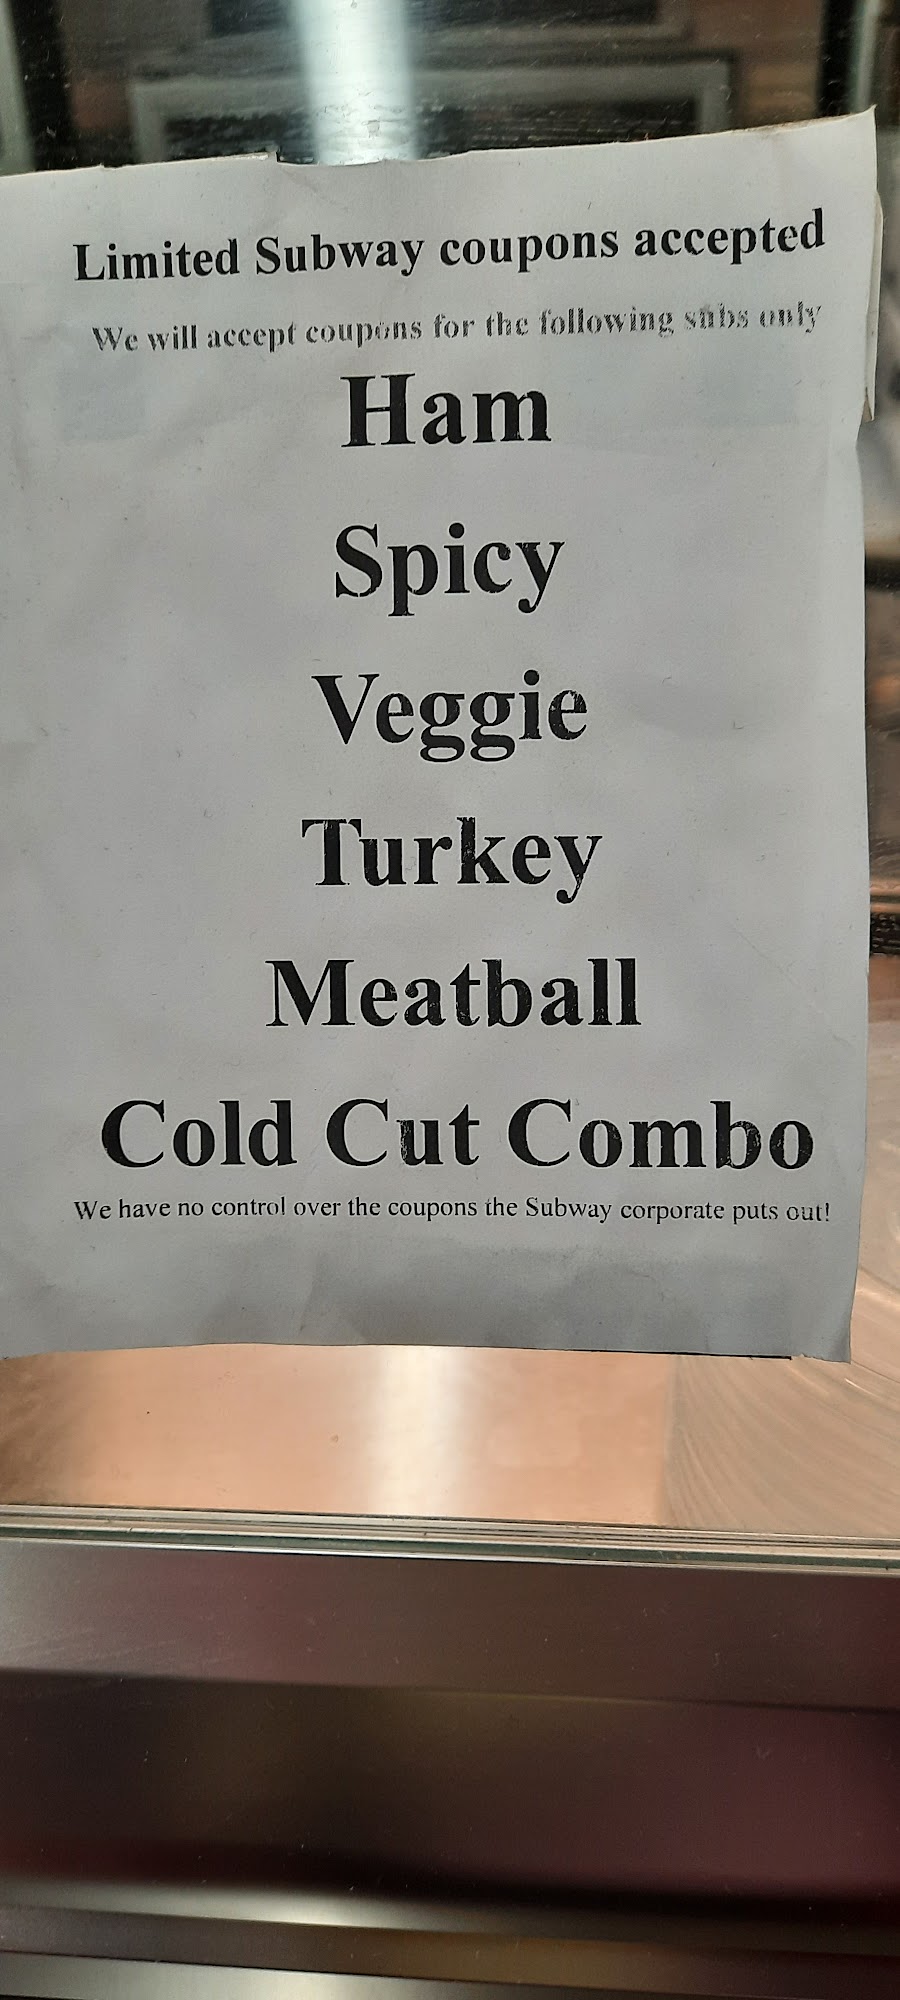 Limited Subway coupons accepted
We will accept coupons for the following subs only
Ham
Spicy
Veggie
Turkey
Meatball
Cold Cut Combo
We have no control over the coupons the Subway corporate puts out!